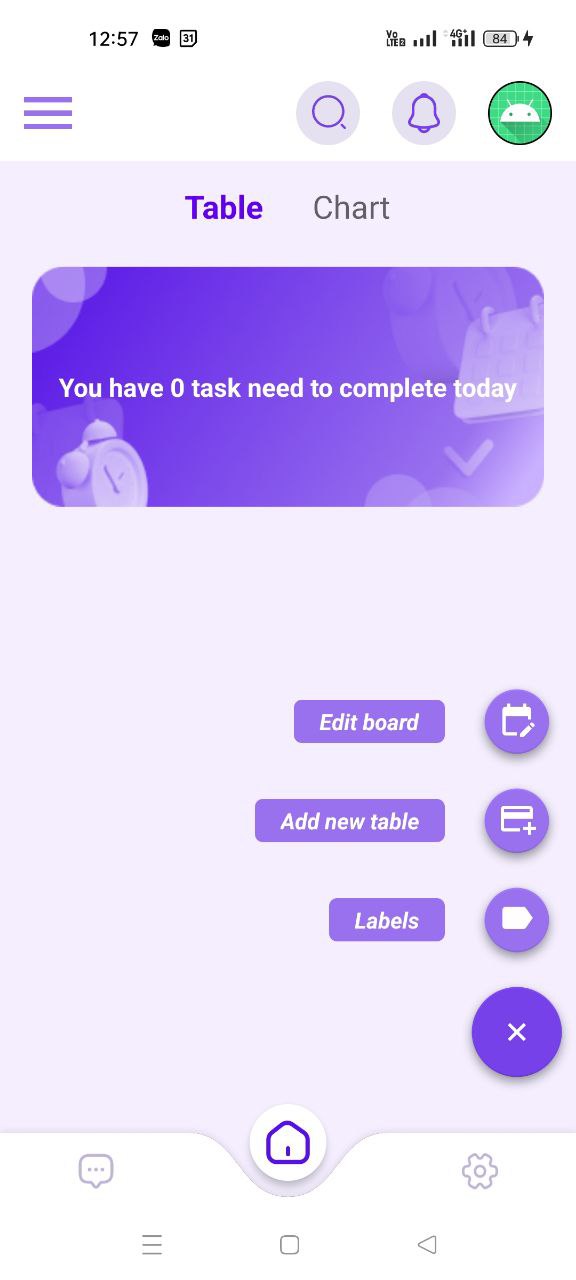 12:57 Zalo 31 Vo LTE2 4G+ 84
Table Chart
You have 0 task need to complete today
Edit board
Add new table
Labels